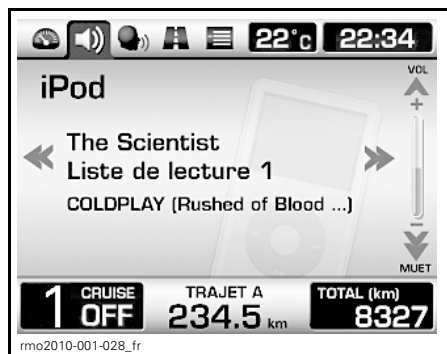 22°c 22:34
iPod
VOL
+
The Scientist
Liste de lecture 1
COLDPLAY (Rushed of Blood ...)
−
MUET
1 CRUISE OFF
TRAJET A
234.5 km
TOTAL (km)
8327
rmo2010-001-028_fr